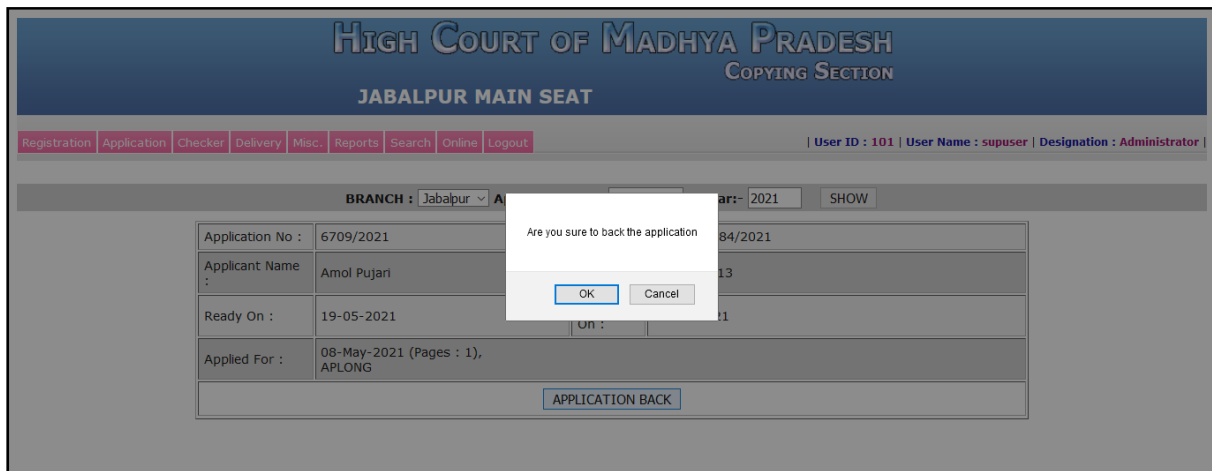 HIGH COURT OF MADHYA PRADESH
COPYING SECTION
JABALPUR MAIN SEAT
Registration Application Checker Delivery Misc. Reports Search Online Logout | User ID : 101 | User Name : supuser | Designation : Administrator |
BRANCH : Jabalpur A ar:- 2021 SHOW
Are you sure to back the application
OK Cancel
Application No : 6709/2021 84/2021
Applicant Name : Amol Pujari 13
Ready On : 19-05-2021 On : 21
Applied For : 08-May-2021 (Pages : 1),
APLONG
APPLICATION BACK